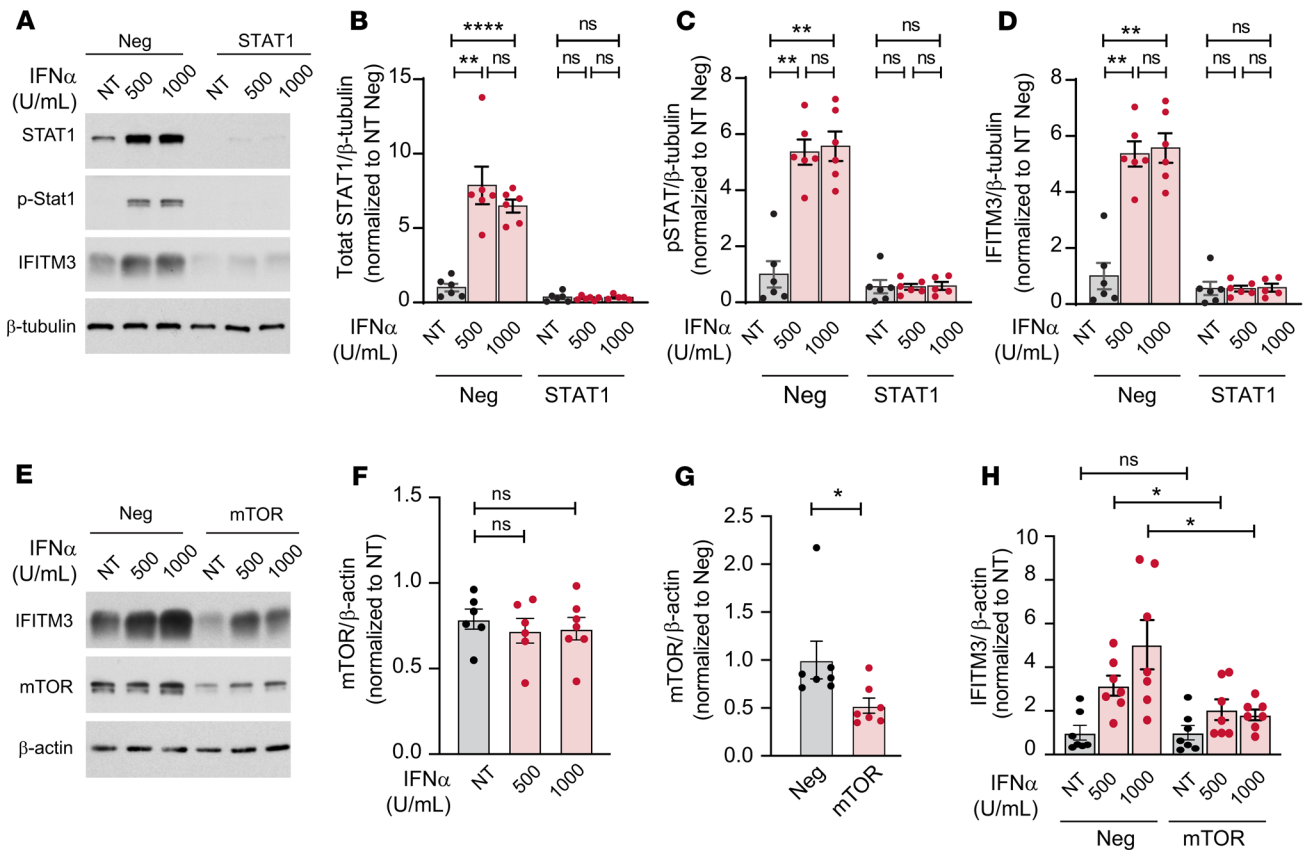 A
Neg STAT1
IFNα
(U/mL)
NT 500 1000 NT 500 1000
STAT1
p-Stat1
IFITM3
β-tubulin
B
**** ns
** ns ns ns
Totat STAT1/β-tubulin
(normalized to NT Neg)
15
10
5
0
IFNα
(U/mL)
NT 500 1000 NT 500 1000
Neg STAT1
C
** ns
** ns ns ns
pSTAT/β-tubulin
(normalzied to NT Neg)
8
6
4
2
0
IFNα
(U/mL)
NT 500 1000 NT 500 1000
Neg STAT1
D
** ns
** ns ns ns
IFITM3/β-tubulin
(normalized to NT Neg)
8
6
4
2
0
IFNα
(U/mL)
NT 500 1000 NT 500 1000
Neg STAT1
E
Neg mTOR
IFNα
(U/mL)
NT 500 1000 NT 500 1000
IFITM3
mTOR
β-actin
F
ns
ns
mTOR/β-actin
(normalized to NT)
1.5
1.0
0.5
0.0
IFNα
(U/mL)
NT 500 1000
G
*
mTOR/β-actin
(normalized to Neg)
2.5
2.0
1.5
1.0
0.5
0.0
Neg mTOR
H
ns
*
*
IFITM3/β-actin
(normalized to NT)
10
8
6
4
2
0
IFNα
(U/mL)
NT 500 1000 NT 500 1000
Neg mTOR